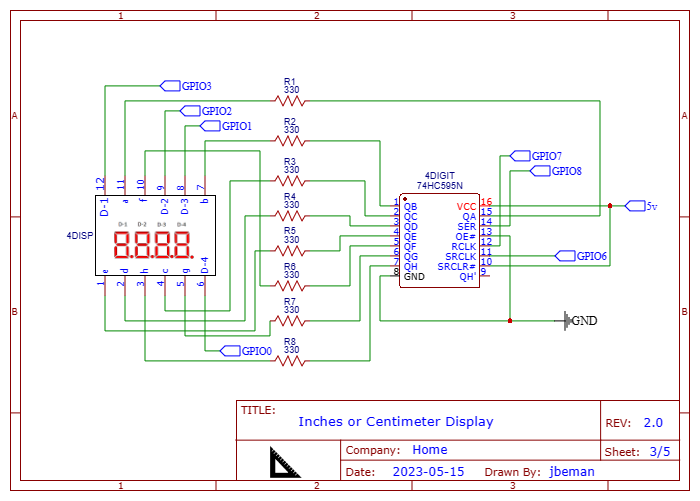 1 2 3
A A
B B
GPIO3
GPIO2
GPIO1
R1
330
R2
330
R3
330
R4
330
R5
330
R6
330
R7
330
R8
330
12 11 10 9 8 7
D-1 a f D-2 D-3 b
D-1 D-2 D-3 D-4
4DISP
8.8.8.8.
e d h c g D-4
1 2 3 4 5 6
GPIO0
GPIO7
GPIO8
4DIGIT
74HC595N
1 QB VCC 16
2 QC QA 15
3 QD SER 14
4 QE OE# 13
5 QF RCLK 12
6 QG SRCLK 11
7 QH SRCLR# 10
8 GND QH' 9
5v
GPIO6
GND
TITLE:
Inches or Centimeter Display
REV: 2.0
Company: Home
Sheet: 3/5
Date: 2023-05-15 Drawn By: jbeman
1 2 3